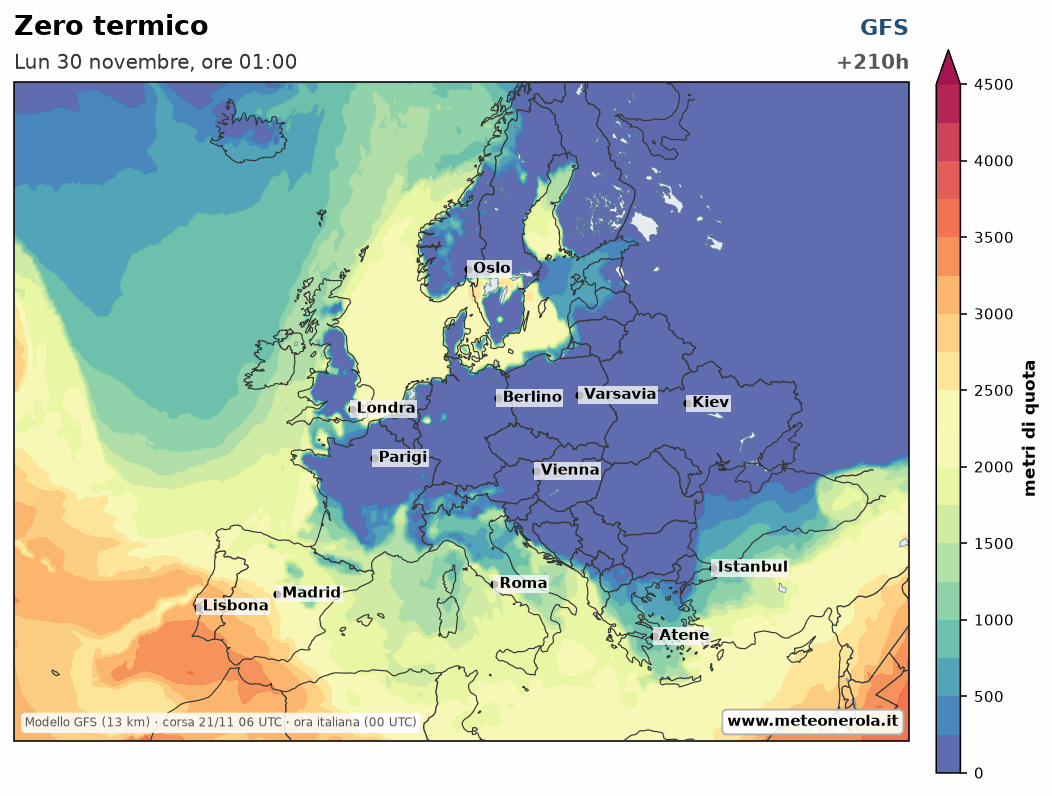 Zero termico
GFS
Lun 30 novembre, ore 01:00
+210h
4500
4000
3500
3000
2500
2000
1500
1000
500
0
metri di quota
Oslo
Londra
Berlino
Varsavia
Kiev
Parigi
Vienna
Istanbul
Roma
Madrid
Lisbona
Atene
Modello GFS (13 km) · corsa 21/11 06 UTC · ora italiana (00 UTC)
www.meteonerola.it